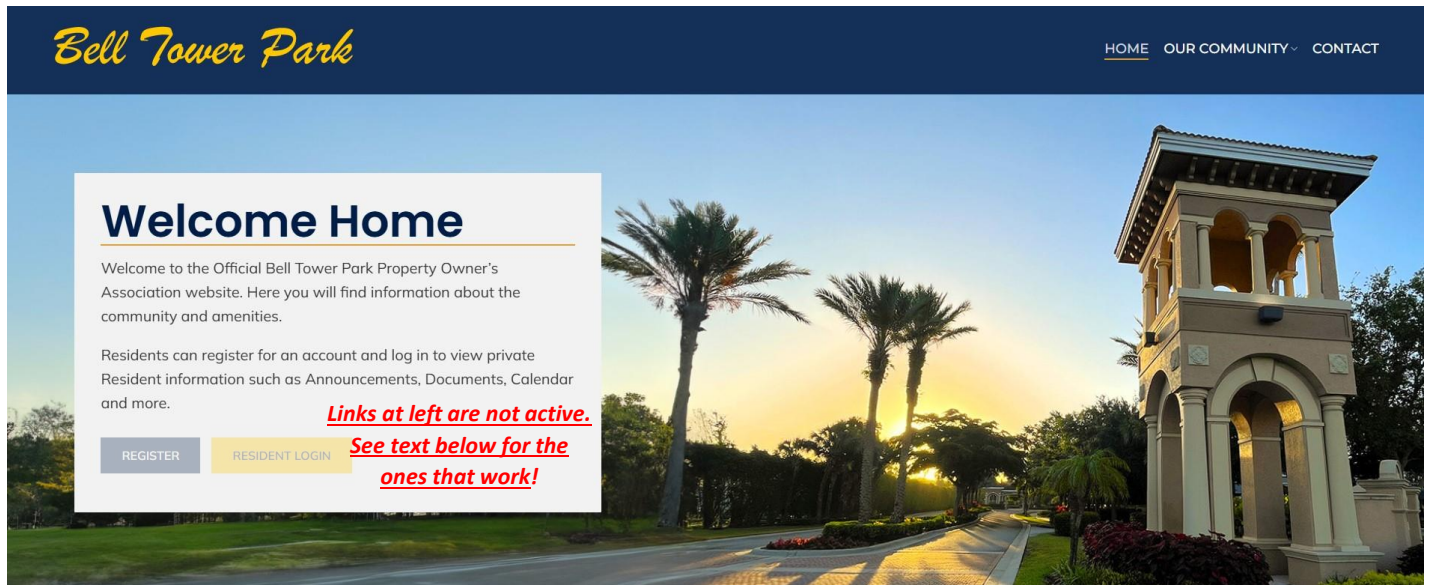 Bell Tower Park
HOME OUR COMMUNITY CONTACT
Welcome Home
Welcome to the Official Bell Tower Park Property Owner's
Association website. Here you will find information about the
community and amenities.
Residents can register for an account and log in to view private
Resident information such as Announcements, Documents, Calendar
and more.
Links at left are not active.
See text below for the
ones that work!
REGISTER RESIDENT LOGIN